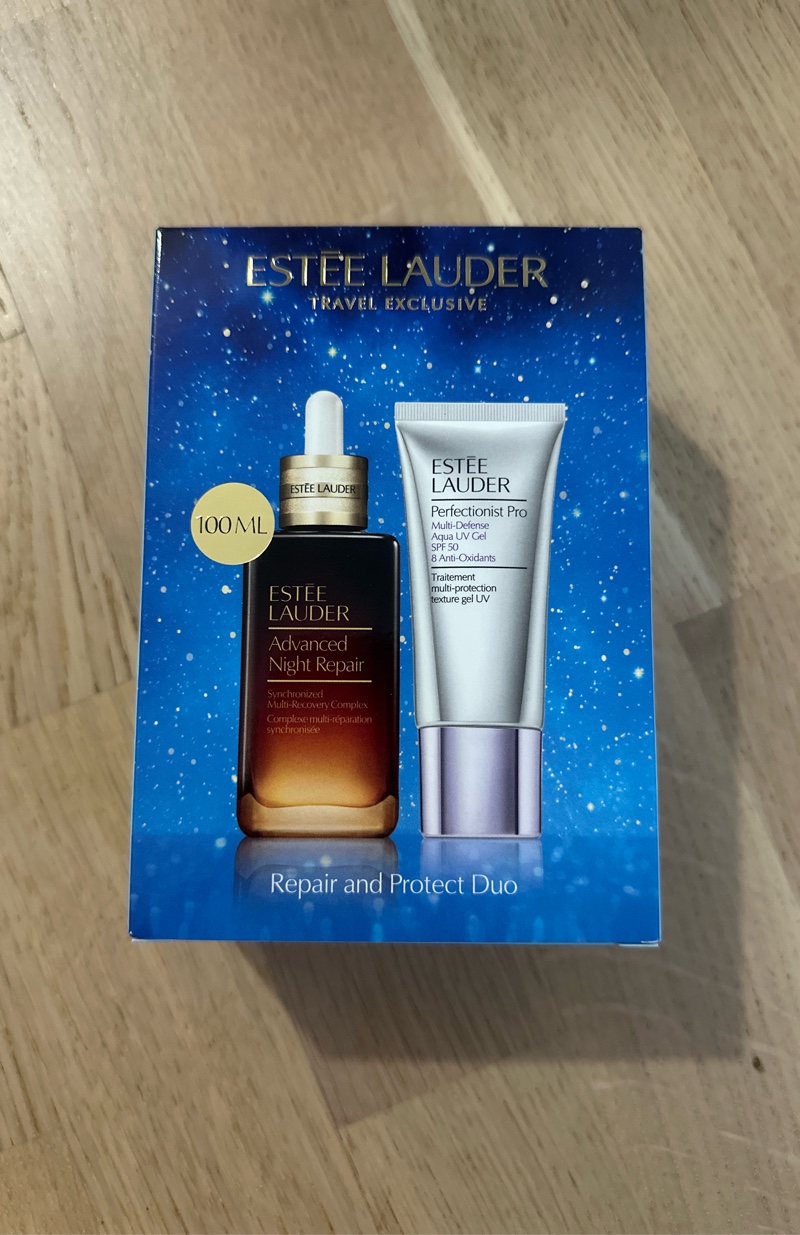 ESTĒE LAUDER
TRAVEL EXCLUSIVE
100 ML
ESTĒE LAUDER
ESTĒE
LAUDER
Advanced
Night Repair
Synchronized
Multi-Recovery Complex
Complexe multi-réparation
synchronisée
ESTĒE
LAUDER
Perfectionist Pro
Multi-Defense
Aqua UV Gel
SPF 50
8 Anti-Oxidants
Traitement
multi-protection
texture gel UV
Repair and Protect Duo